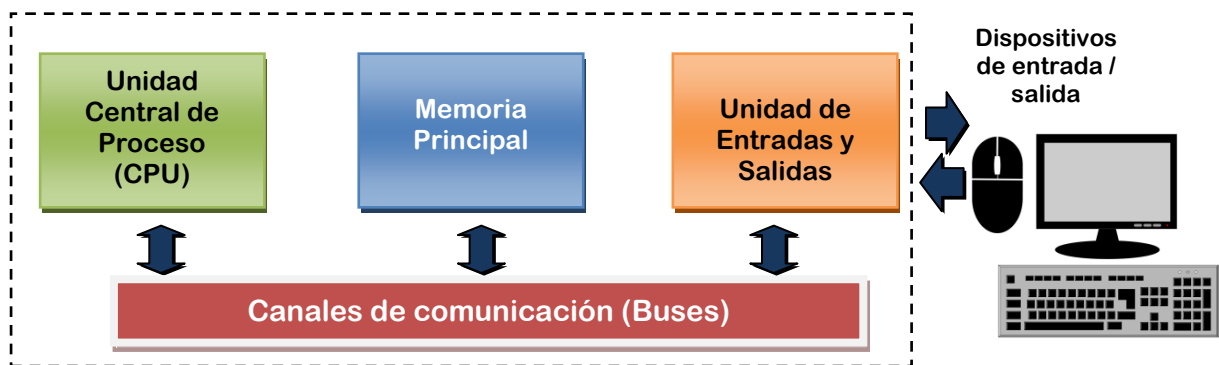 Unidad
Central de
Proceso
(CPU)
Memoria
Principal
Unidad de
Entradas y
Salidas
Dispositivos
de entrada /
salida
Canales de comunicación (Buses)